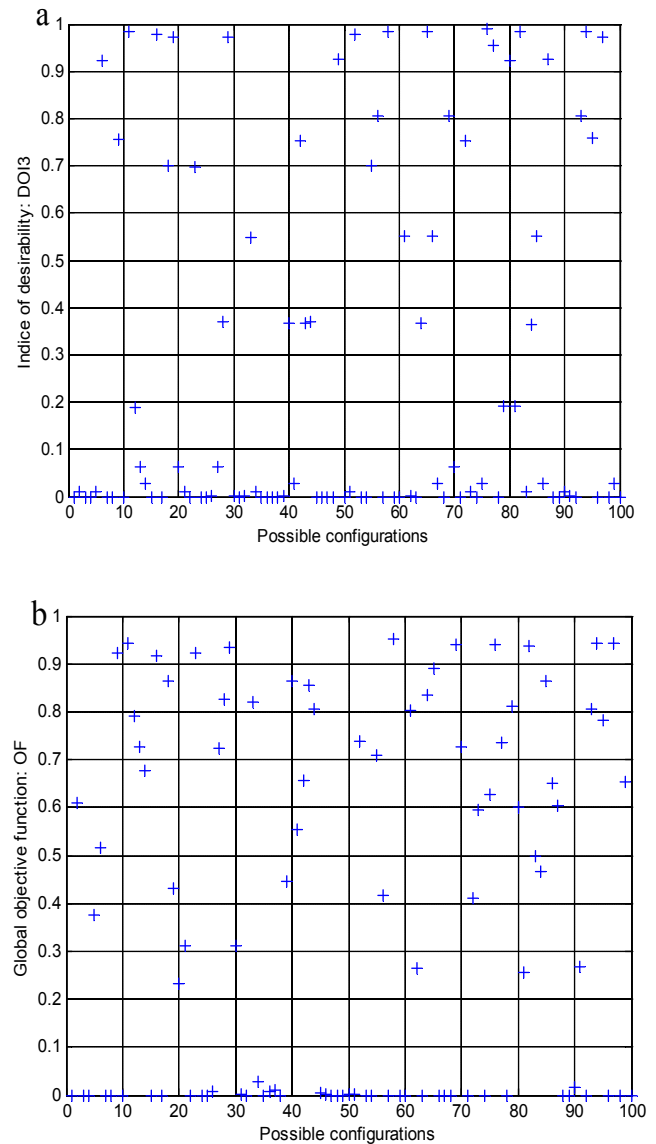 a
1
0.9
0.8
0.7
0.6
0.5
0.4
0.3
0.2
0.1
0
Indice of desirability: DOI3
0 10 20 30 40 50 60 70 80 90 100
Possible configurations
b
1
0.9
0.8
0.7
0.6
0.5
0.4
0.3
0.2
0.1
0
Global objective function: OF
0 10 20 30 40 50 60 70 80 90 100
Possible configurations